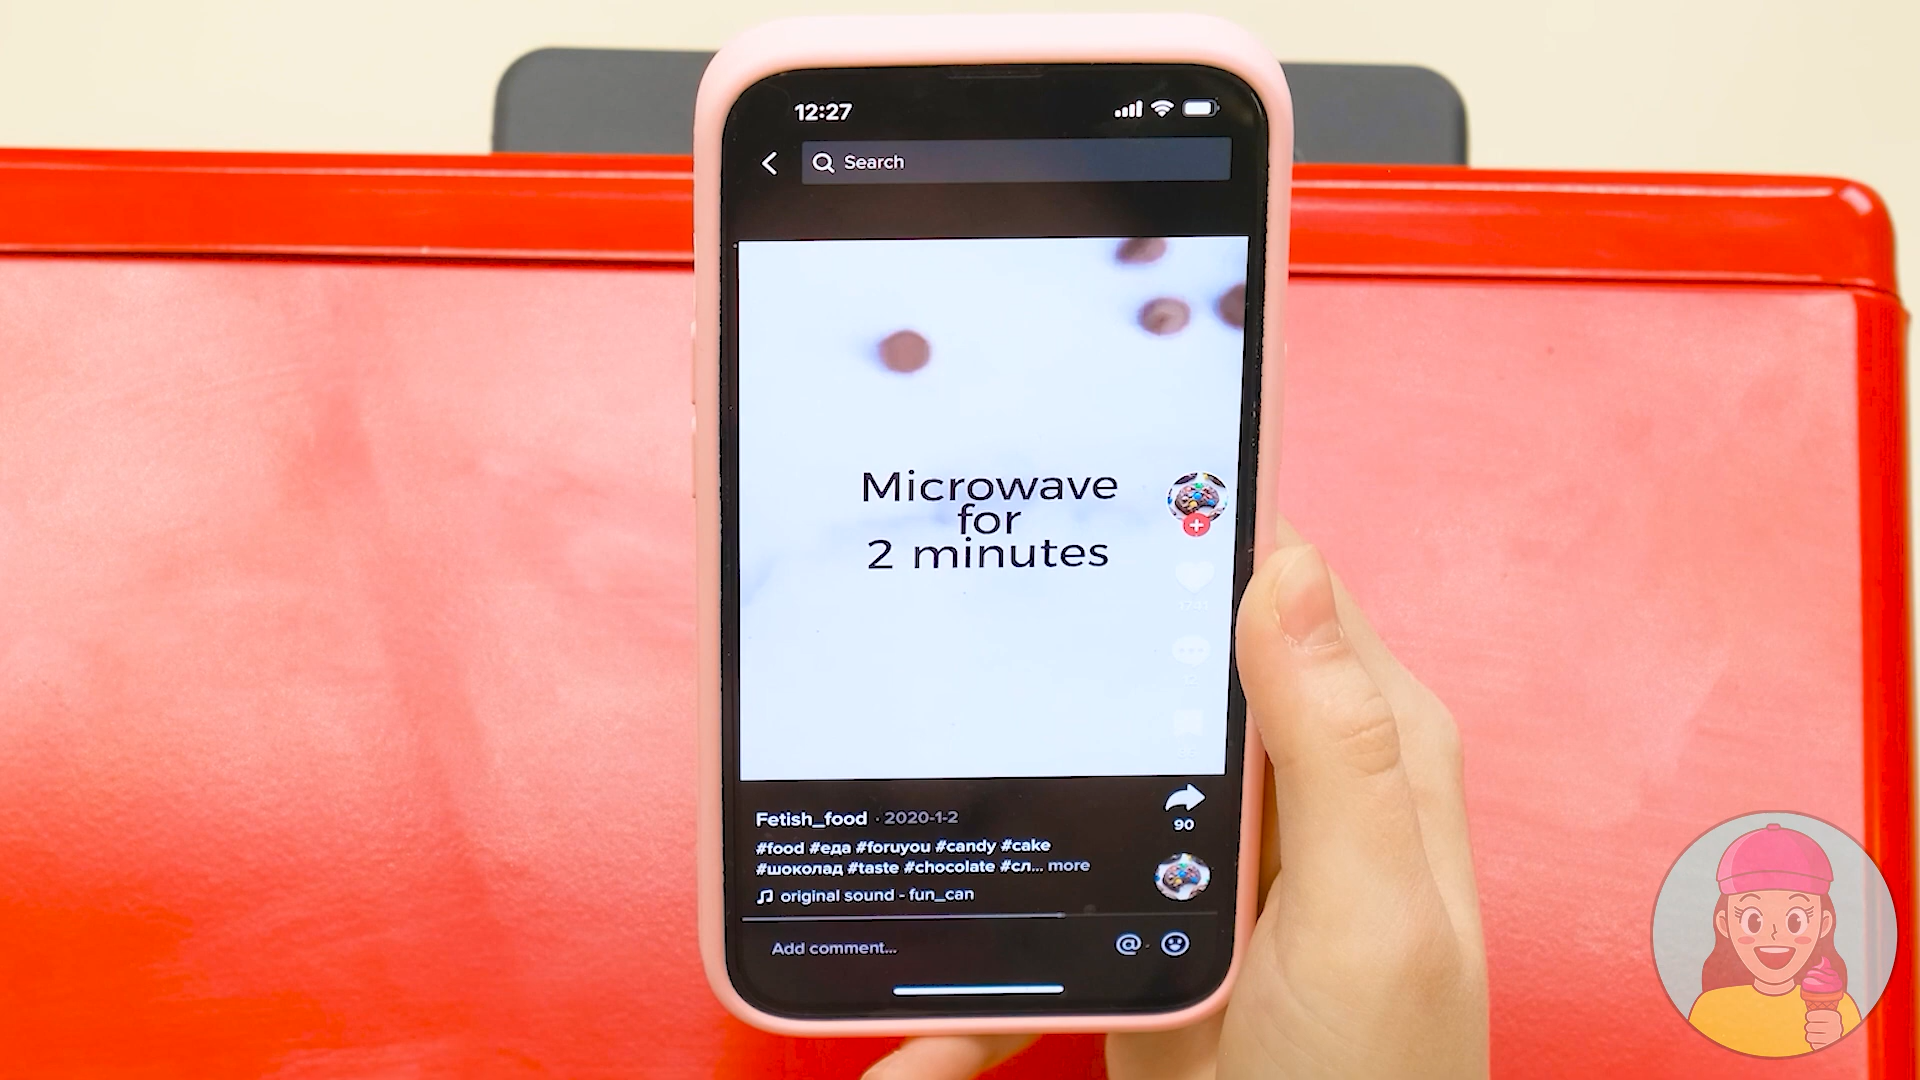 12:27
Search
Microwave
for
2 minutes
Fetish_food · 2020-1-2
90
#food #еда #foruyou #candy #cake
#шоколад #taste #chocolate #сл... more
original sound - fun_can
Add comment...